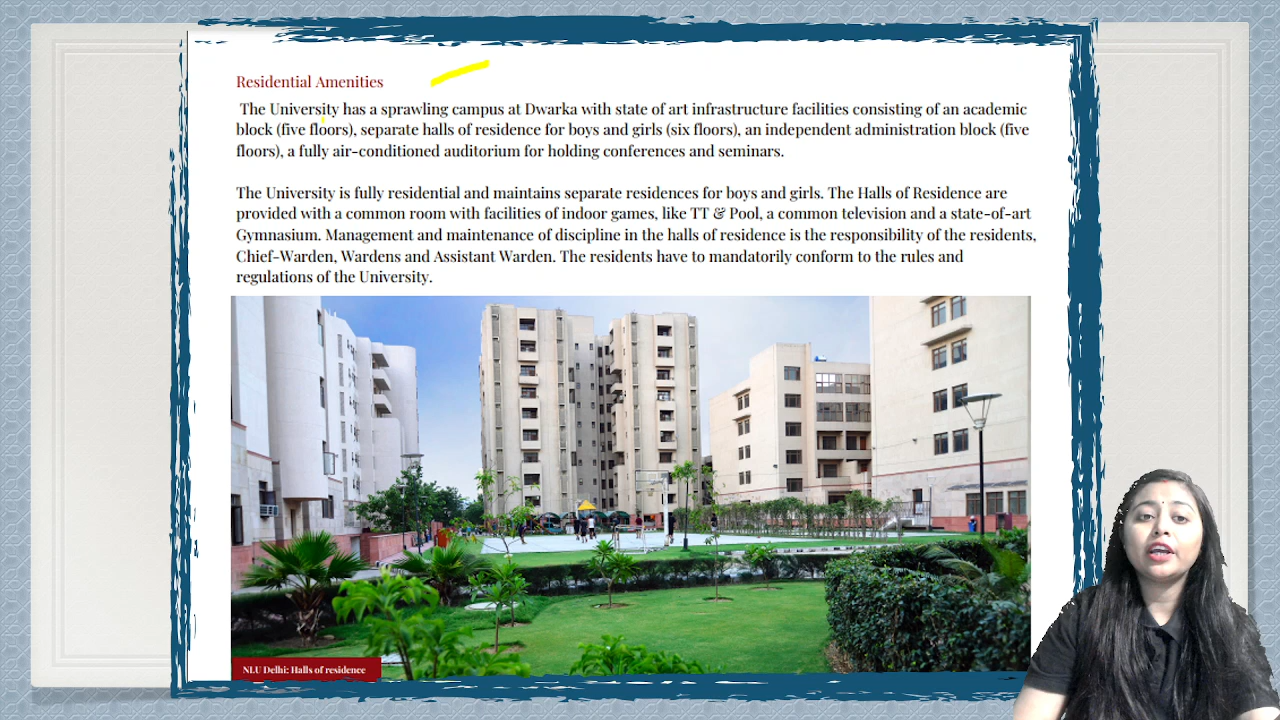 Residential Amenities
The University has a sprawling campus at Dwarka with state of art infrastructure facilities consisting of an academic
block (five floors), separate halls of residence for boys and girls (six floors), an independent administration block (five
floors), a fully air-conditioned auditorium for holding conferences and seminars.
The University is fully residential and maintains separate residences for boys and girls. The Halls of Residence are
provided with a common room with facilities of indoor games, like TT & Pool, a common television and a state-of-art
Gymnasium. Management and maintenance of discipline in the halls of residence is the responsibility of the residents,
Chief-Warden, Wardens and Assistant Warden. The residents have to mandatorily conform to the rules and
regulations of the University.
NLU Delhi: Halls of residence